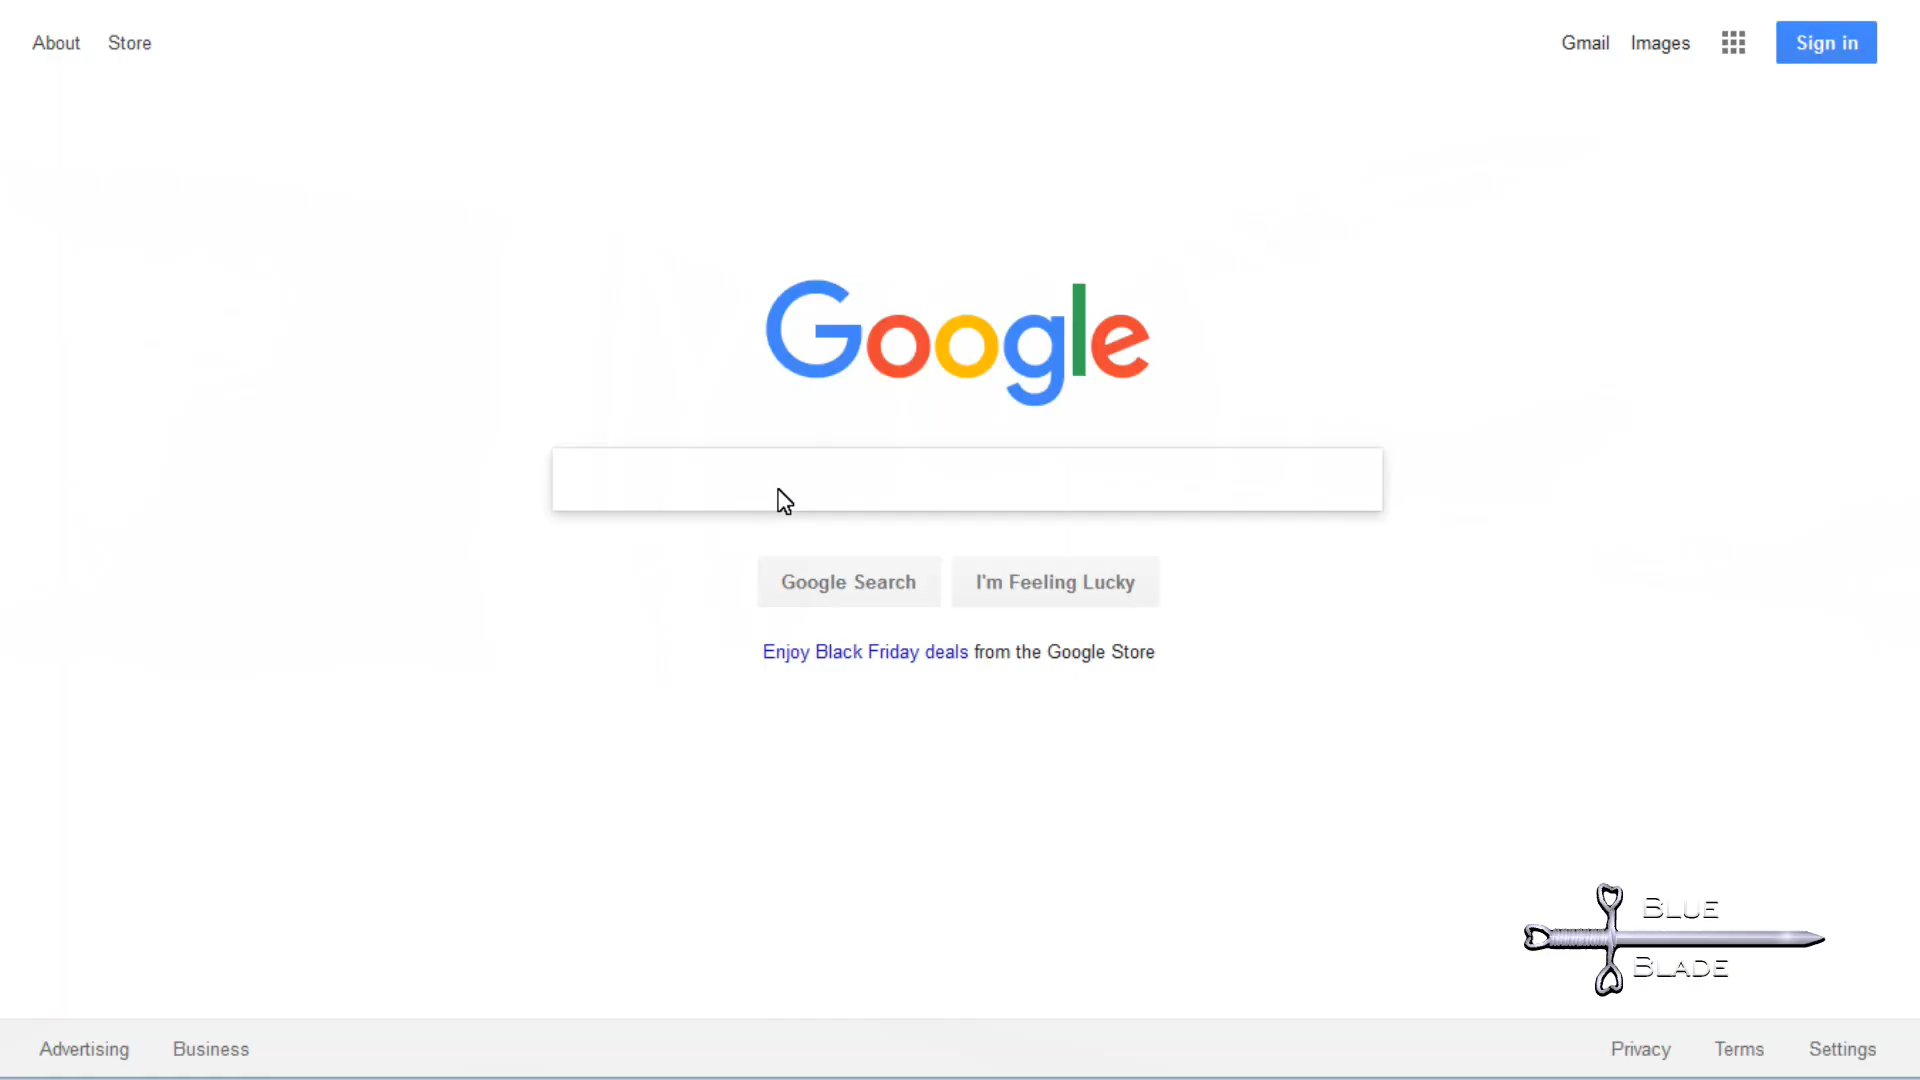 About Store Gmail Images Sign in
Google
Google Search I'm Feeling Lucky
Enjoy Black Friday deals from the Google Store
BLUE
BLADE
Advertising Business Privacy Terms Settings